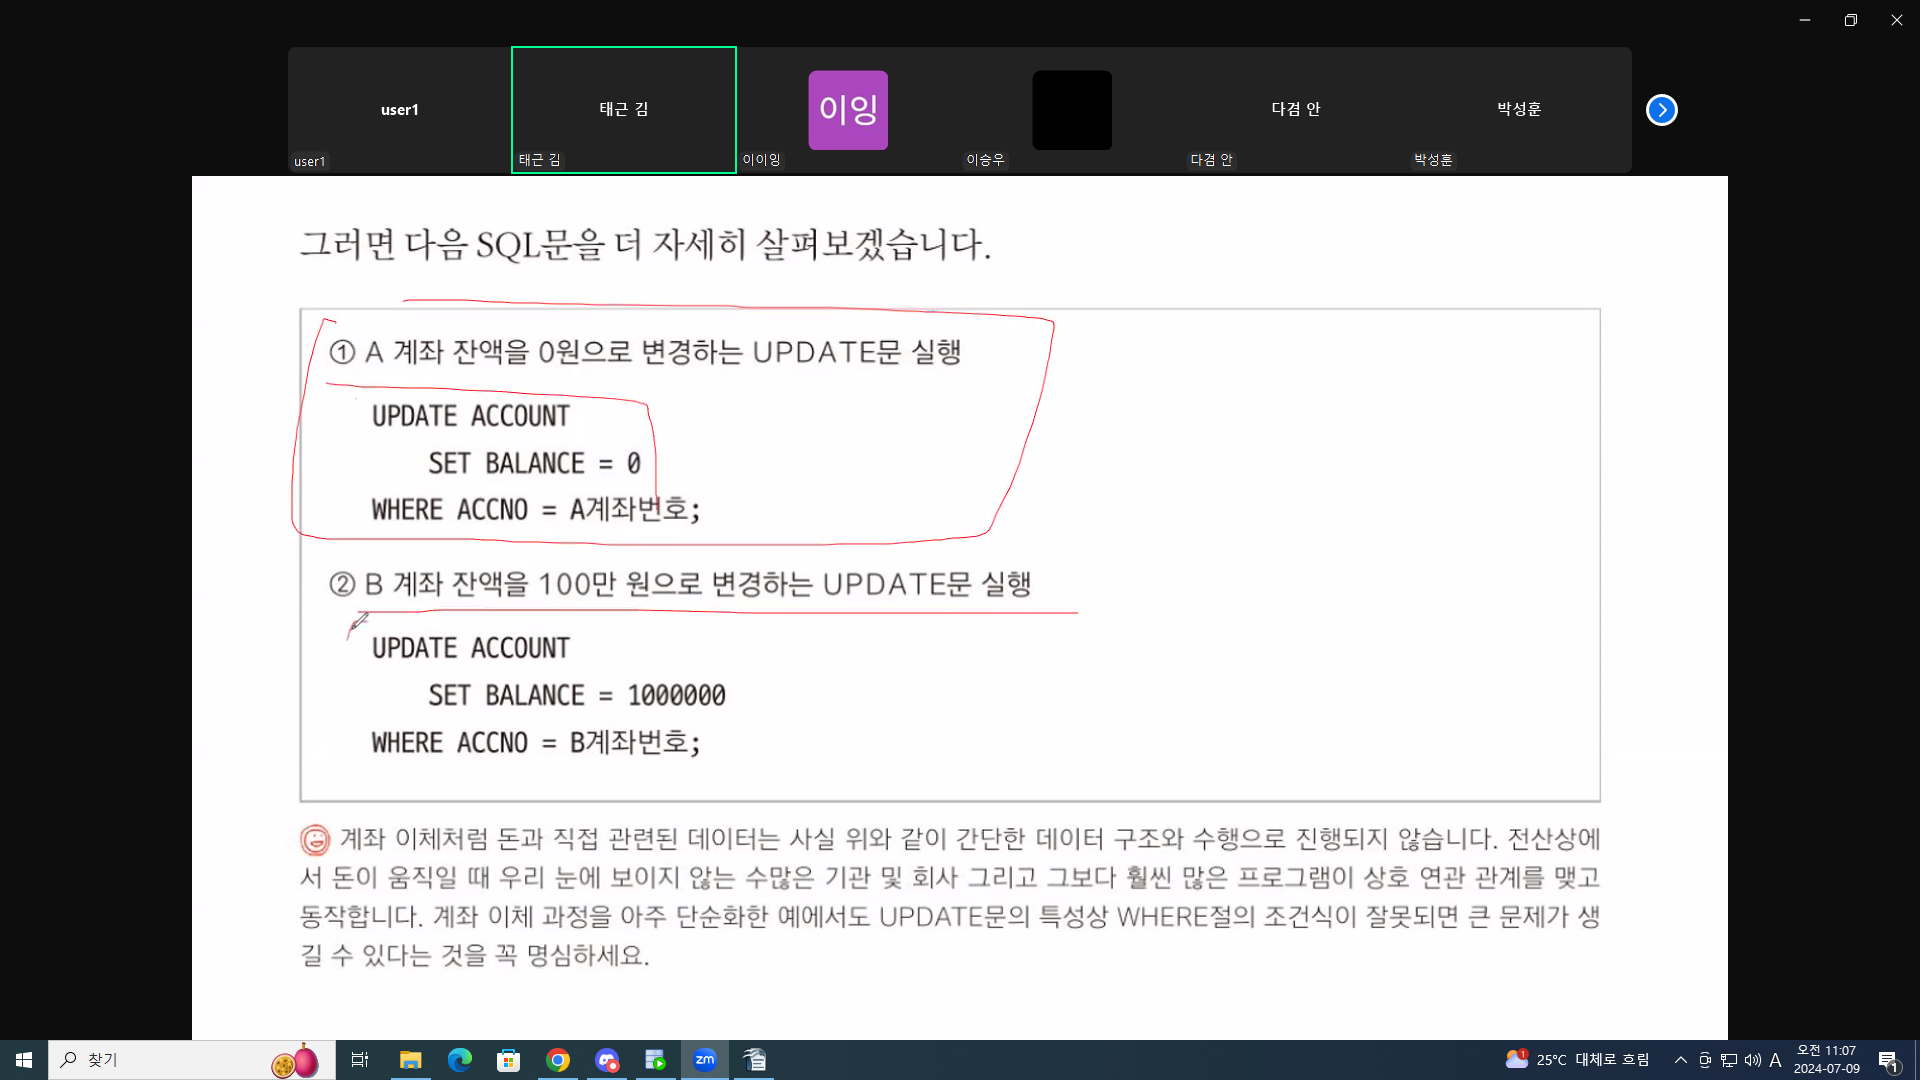 user1
태근 김
이잉
다겸 안
박성훈
user1
태근 김
이이잉
이승우
다겸 안
박성훈
그러면 다음 SQL문을 더 자세히 살펴보겠습니다.
① A 계좌 잔액을 0원으로 변경하는 UPDATE문 실행
UPDATE ACCOUNT
SET BALANCE = 0
WHERE ACCNO = A계좌번호;
② B 계좌 잔액을 100만 원으로 변경하는 UPDATE문 실행
UPDATE ACCOUNT
SET BALANCE = 1000000
WHERE ACCNO = B계좌번호;
계좌 이체처럼 돈과 직접 관련된 데이터는 사실 위와 같이 간단한 데이터 구조와 수행으로 진행되지 않습니다. 전산상에
서 돈이 움직일 때 우리 눈에 보이지 않는 수많은 기관 및 회사 그리고 그보다 훨씬 많은 프로그램이 상호 연관 관계를 맺고
동작합니다. 계좌 이체 과정을 아주 단순화한 예에서도 UPDATE문의 특성상 WHERE절의 조건식이 잘못되면 큰 문제가 생
길 수 있다는 것을 꼭 명심하세요.
찾기
zm
1
25°C 대체로 흐림
A
오전 11:07
2024-07-09
1